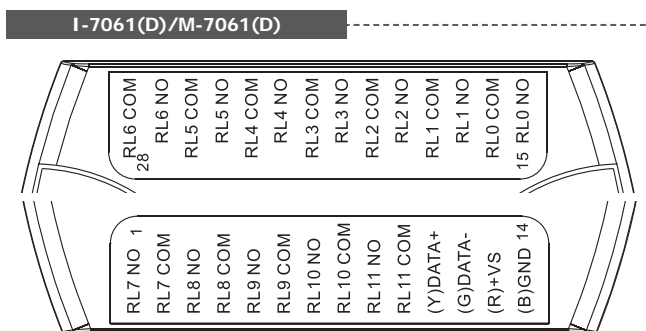 I-7061(D)/M-7061(D)
RL6 COM
28
RL6 NO
RL5 COM
RL5 NO
RL4 COM
RL4 NO
RL3 COM
RL3 NO
RL2 COM
RL2 NO
RL1 COM
RL1 NO
RL0 COM
15 RL0 NO
RL7 NO 1
RL7 COM
RL8 NO
RL8 COM
RL9 NO
RL9 COM
RL10 NO
RL10 COM
RL11 NO
RL11 COM
(Y)DATA+
(G)DATA-
(R)+VS
(B)GND 14